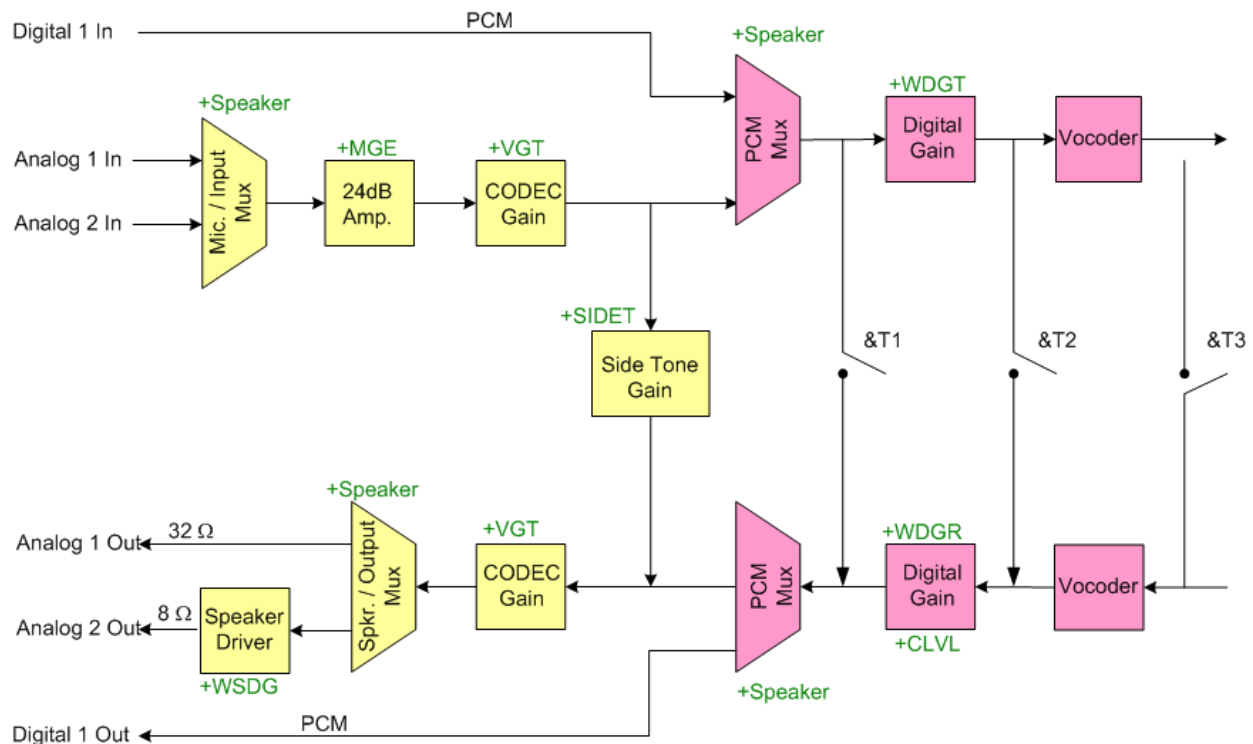 PCM
Digital 1 In
+Speaker
+Speaker
+WDGT
Analog 1 In
Analog 2 In
Mic. / Input
Mux
+MGE
24dB
Amp.
+VGT
CODEC
Gain
PCM
Mux
Digital
Gain
Vocoder
+SIDET
Side Tone
Gain
&T1
&T2
&T3
+Speaker
Analog 1 Out
32 Ω
Spkr. / Output
Mux
+VGT
CODEC
Gain
PCM
Mux
+WDGR
Digital
Gain
+CLVL
Vocoder
Analog 2 Out
8 Ω
Speaker
Driver
+WSDG
+Speaker
Digital 1 Out
PCM